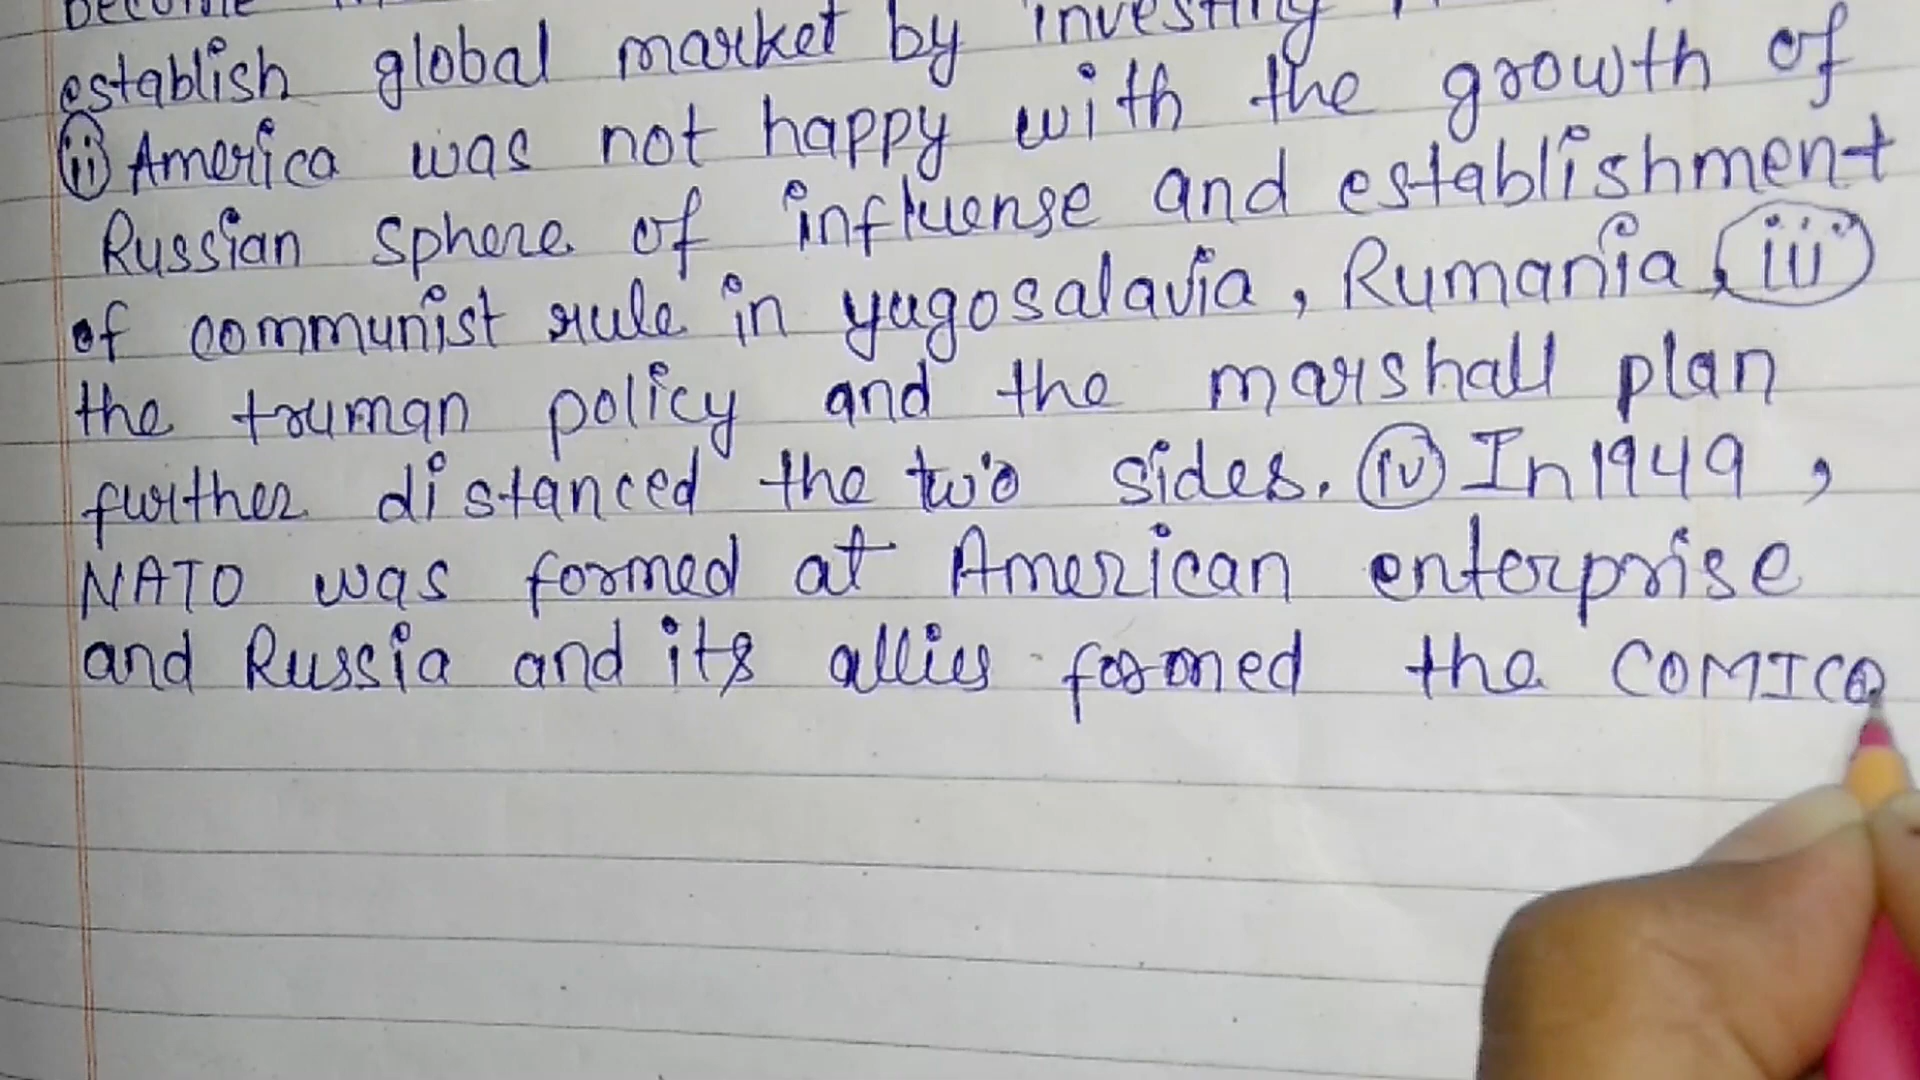 establish global market by investing
(ii) America was not happy with the growth of
Russian sphere of influense and establishment
of communist rule in yugosalavia, Rumania, (iii)
the truman policy and the marshall plan
further distanced the two sides. (iv) In 1949,
NATO was formed at American enterprise
and Russia and its allies formed the COMICO